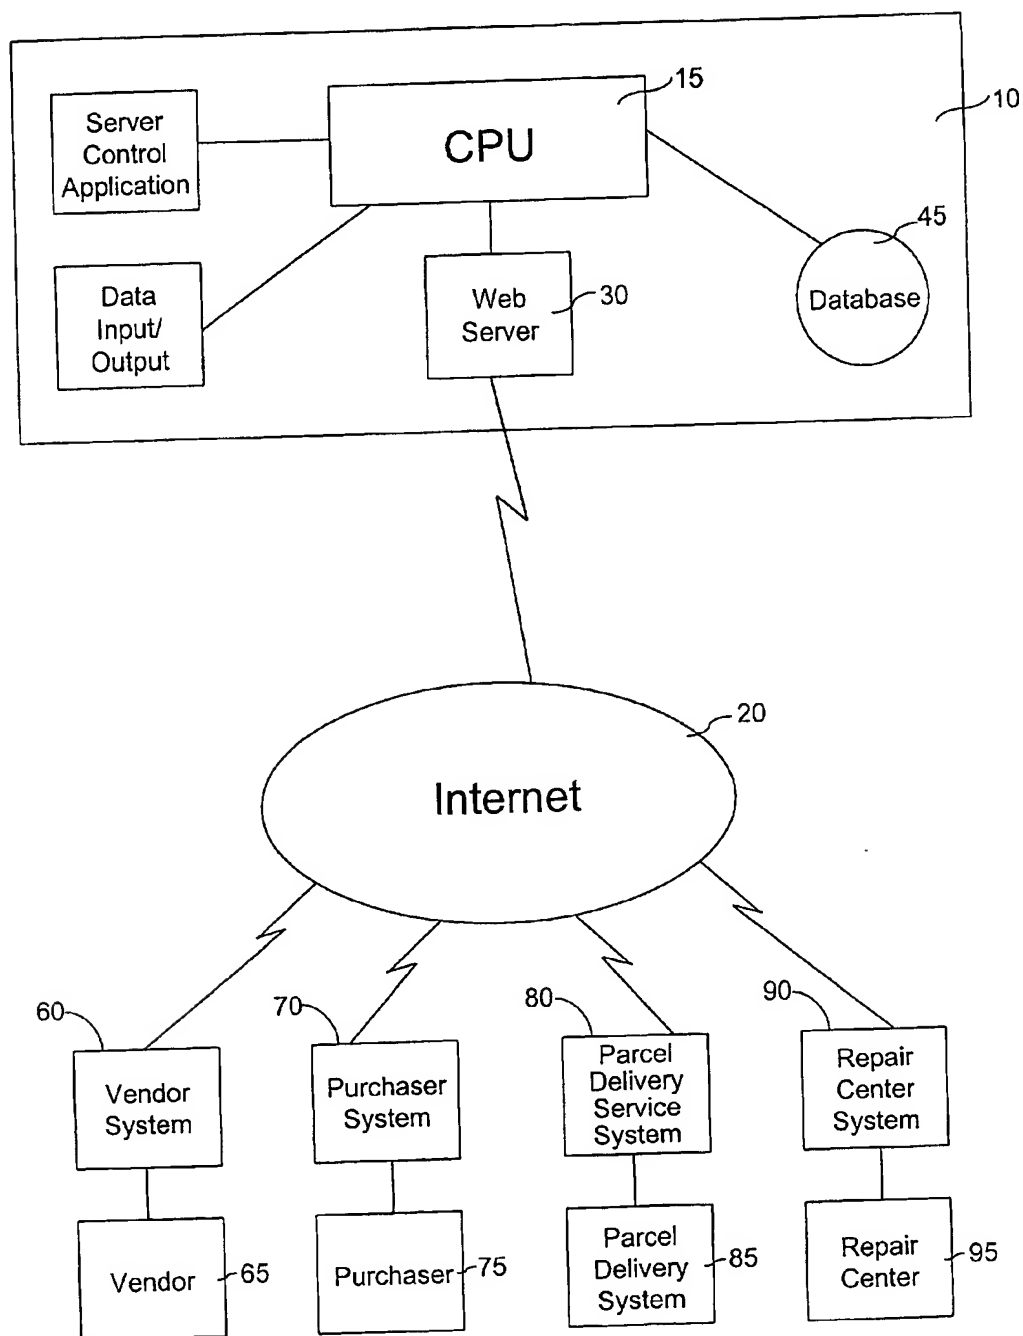 15
10
Server
Control
Application
CPU
45
Data
Input/
Output
Web
Server
30
Database
20
Internet
60
70
80
90
Vendor
System
Purchaser
System
Parcel
Delivery
Service
System
Repair
Center
System
Vendor
65
Purchaser
75
Parcel
Delivery
System
85
Repair
Center
95